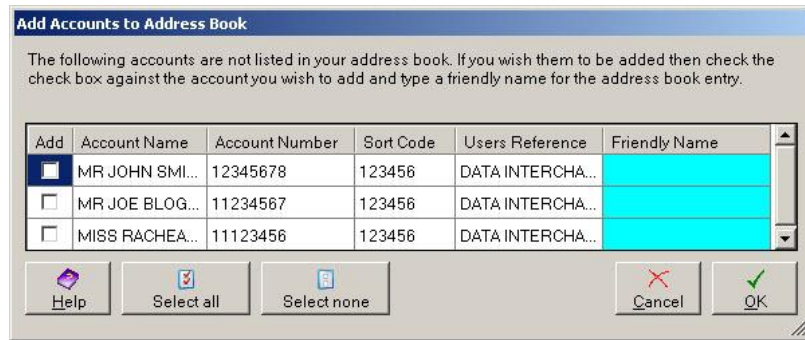 Add Accounts to Address Book
The following accounts are not listed in your address book. If you wish them to be added then check the
check box against the account you wish to add and type a friendly name for the address book entry.
Add Account Name Account Number Sort Code Users Reference Friendly Name
MR JOHN SMI... 12345678 123456 DATA INTERCHA...
MR JOE BLOG... 11234567 123456 DATA INTERCHA...
MISS RACHEA... 11123456 123456 DATA INTERCHA...
Help Select all Select none Cancel OK